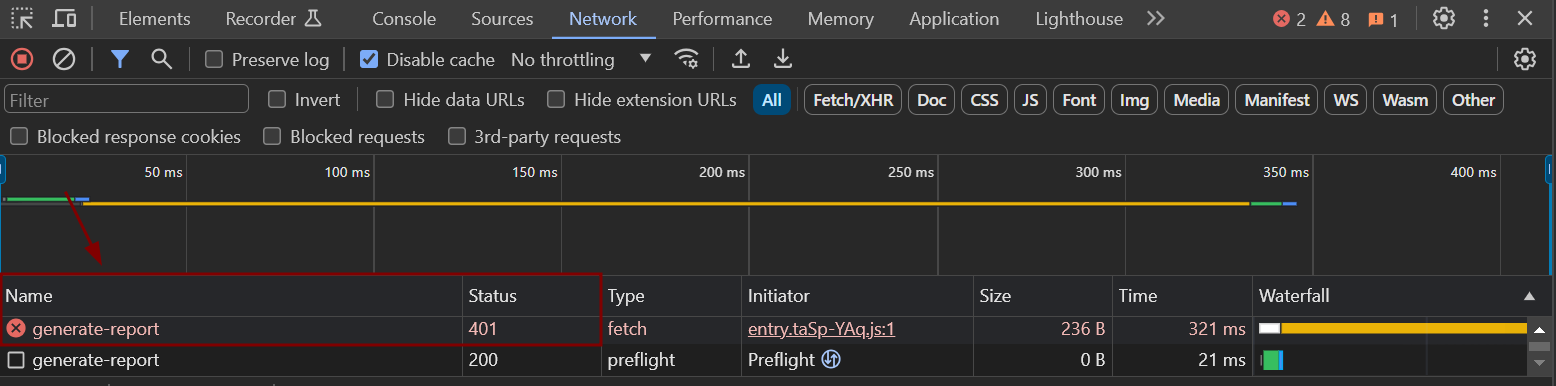 Elements Recorder Console Sources Network Performance Memory Application Lighthouse 2 8 1
Preserve log Disable cache No throttling
Filter Invert Hide data URLs Hide extension URLs All Fetch/XHR Doc CSS JS Font Img Media Manifest WS Wasm Other
Blocked response cookies Blocked requests 3rd-party requests
50 ms 100 ms 150 ms 200 ms 250 ms 300 ms 350 ms 400 ms
Name Status Type Initiator Size Time Waterfall
generate-report 401 fetch entry.taSp-YAq.js:1 236 B 321 ms
generate-report 200 preflight Preflight 0 B 21 ms